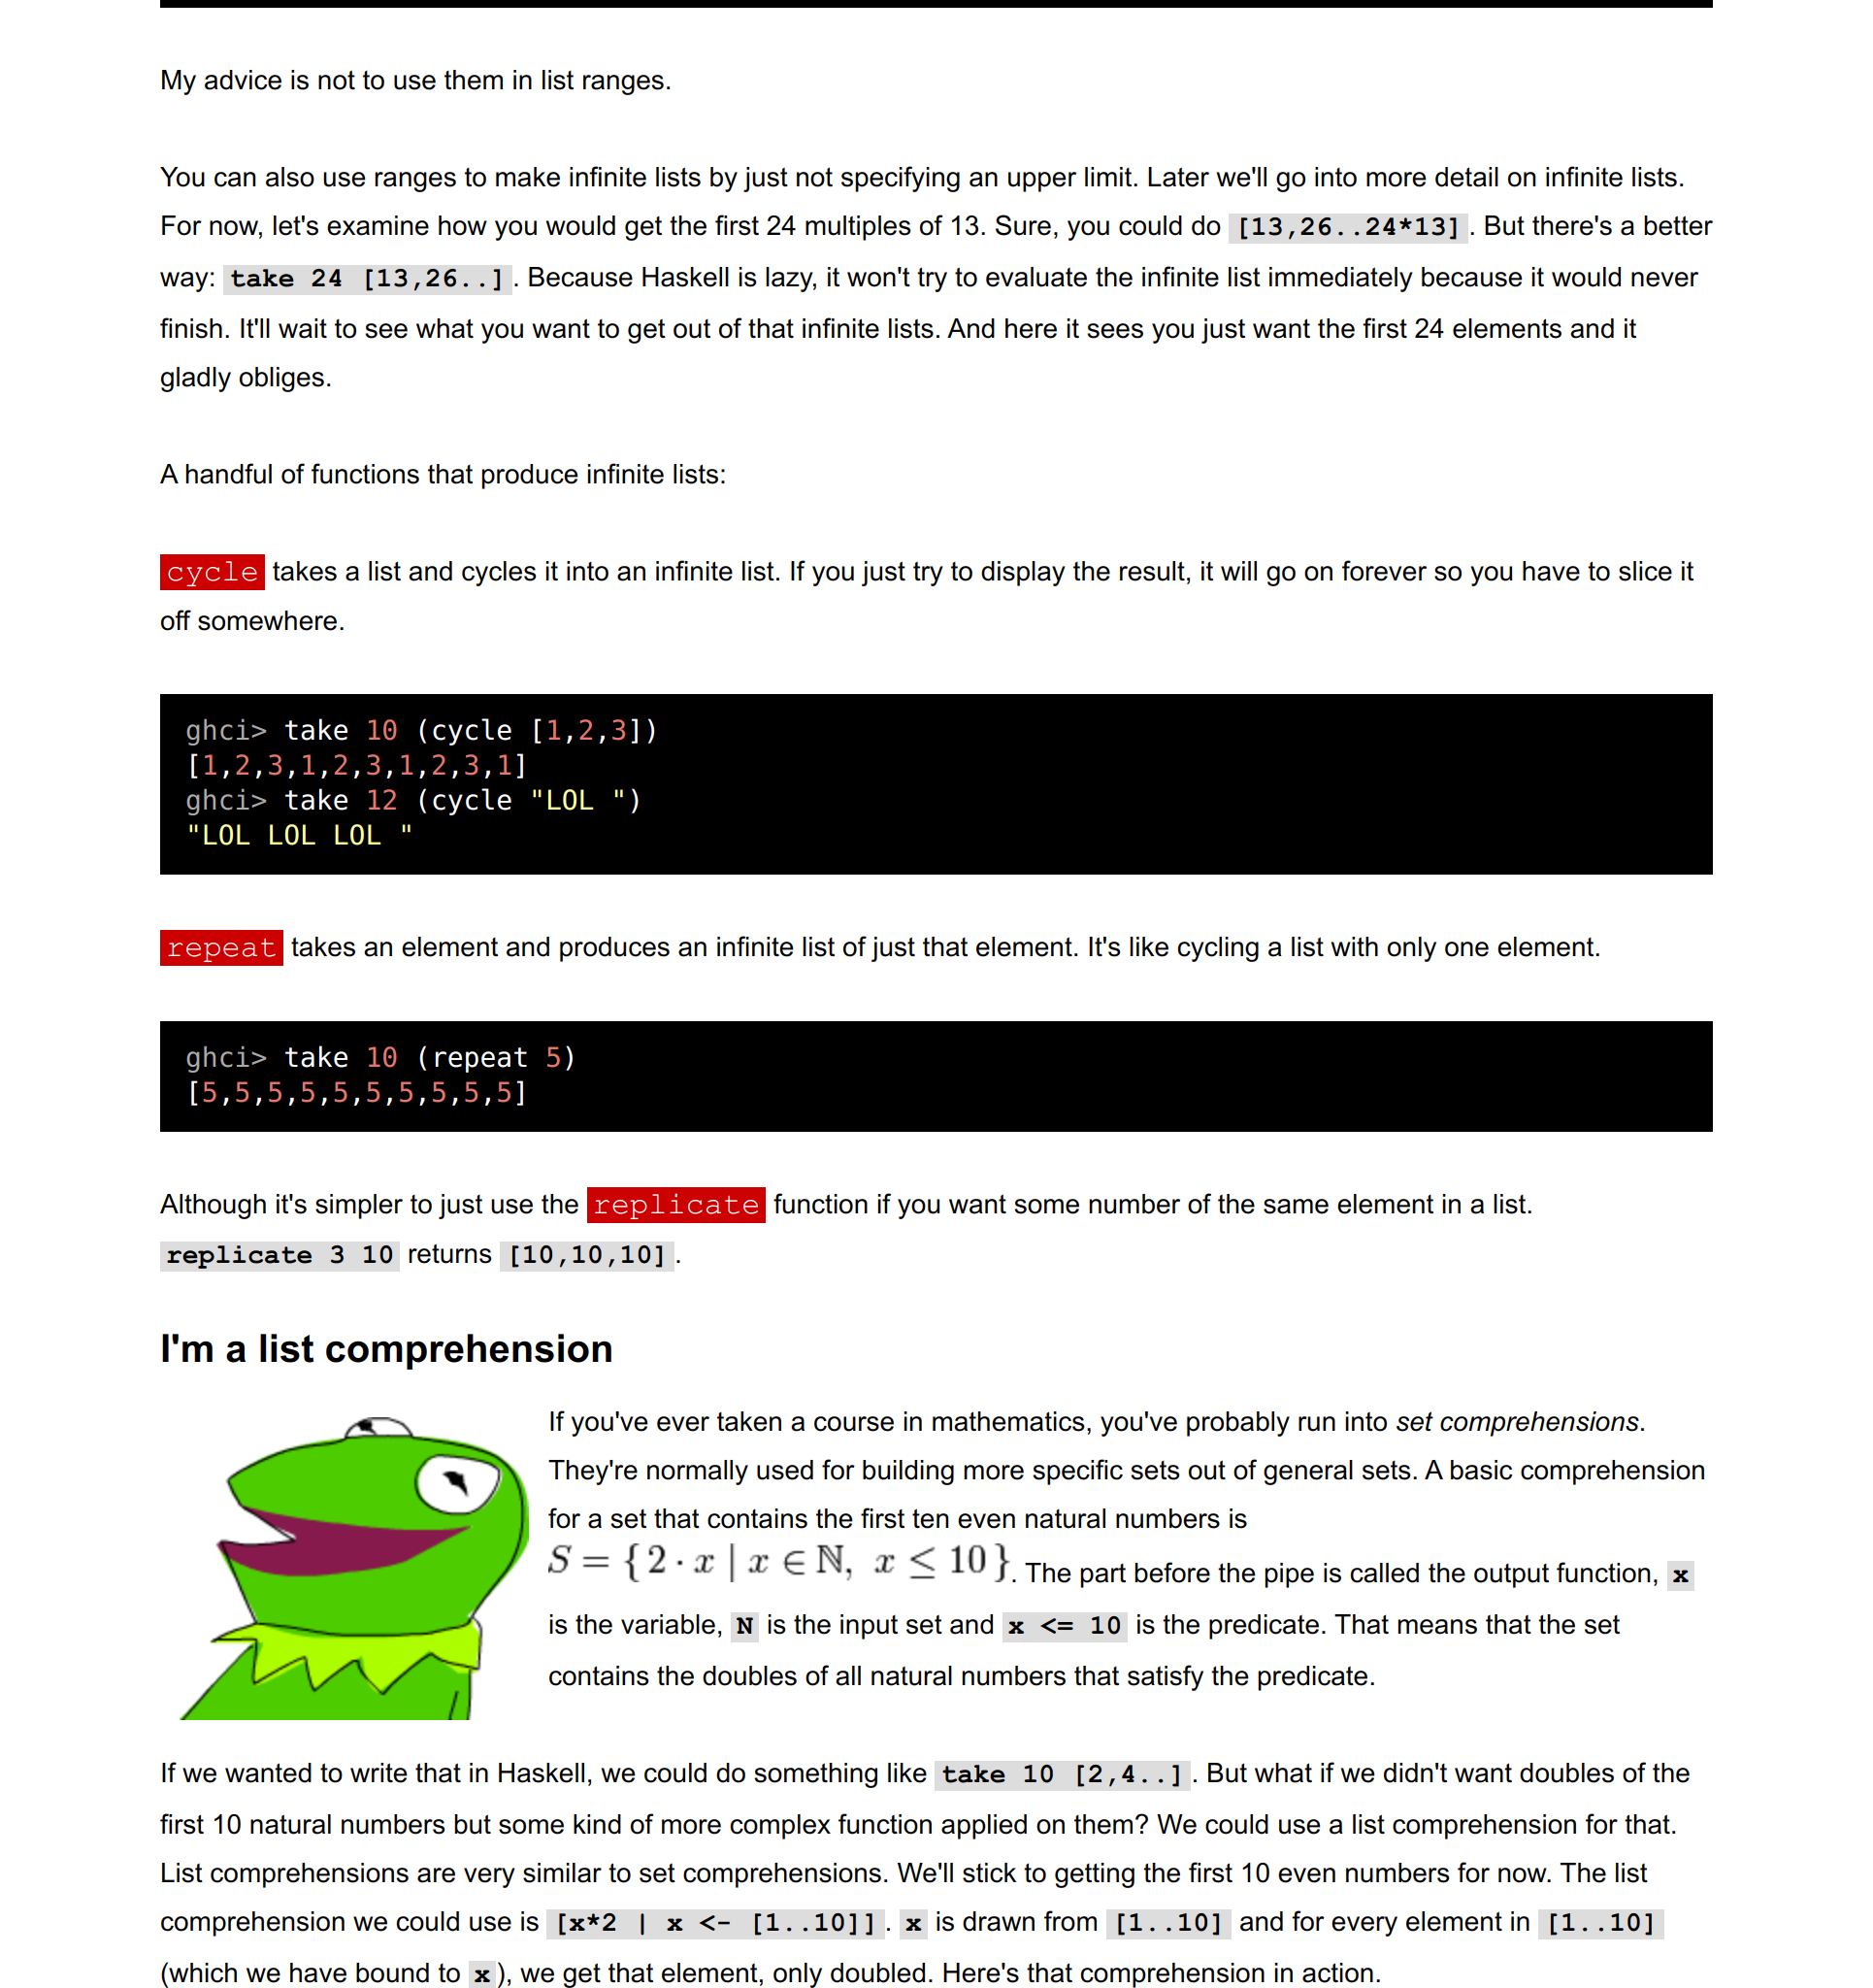 My advice is not to use them in list ranges.
You can also use ranges to make infinite lists by just not specifying an upper limit. Later we'll go into more detail on infinite lists.
For now, let's examine how you would get the first 24 multiples of 13. Sure, you could do [13,26..24*13]. But there's a better
way: take 24 [13,26..]. Because Haskell is lazy, it won't try to evaluate the infinite list immediately because it would never
finish. It'll wait to see what you want to get out of that infinite lists. And here it sees you just want the first 24 elements and it
gladly obliges.
A handful of functions that produce infinite lists:
cycle takes a list and cycles it into an infinite list. If you just try to display the result, it will go on forever so you have to slice it
off somewhere.
ghci> take 10 (cycle [1,2,3])
[1,2,3,1,2,3,1,2,3,1]
ghci> take 12 (cycle "LOL ")
"LOL LOL LOL "
repeat takes an element and produces an infinite list of just that element. It's like cycling a list with only one element.
ghci> take 10 (repeat 5)
[5,5,5,5,5,5,5,5,5,5]
Although it's simpler to just use the replicate function if you want some number of the same element in a list.
replicate 3 10 returns [10,10,10].
I'm a list comprehension
If you've ever taken a course in mathematics, you've probably run into set comprehensions.
They're normally used for building more specific sets out of general sets. A basic comprehension
for a set that contains the first ten even natural numbers is
S = { 2 · x | x ∈ ℕ, x ≤ 10 }. The part before the pipe is called the output function, x
is the variable, N is the input set and x <= 10 is the predicate. That means that the set
contains the doubles of all natural numbers that satisfy the predicate.
If we wanted to write that in Haskell, we could do something like take 10 [2,4..]. But what if we didn't want doubles of the
first 10 natural numbers but some kind of more complex function applied on them? We could use a list comprehension for that.
List comprehensions are very similar to set comprehensions. We'll stick to getting the first 10 even numbers for now. The list
comprehension we could use is [x*2 | x <- [1..10]]. x is drawn from [1..10] and for every element in [1..10]
(which we have bound to x), we get that element, only doubled. Here's that comprehension in action.